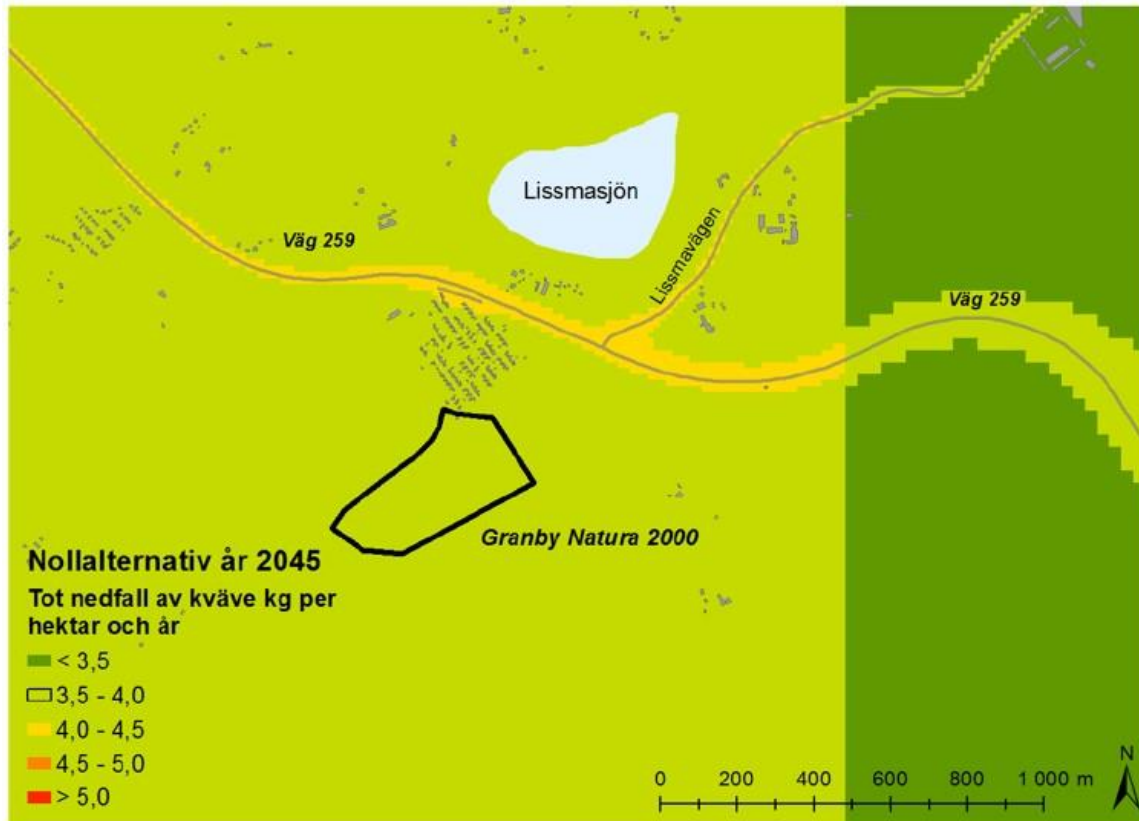 Lissmasjön
Väg 259
Lissmavägen
Väg 259
Granby Natura 2000
Nollalternativ år 2045
Tot nedfall av kväve kg per
hektar och år
< 3,5
3,5 - 4,0
4,0 - 4,5
4,5 - 5,0
> 5,0
0 200 400 600 800 1 000 m
N